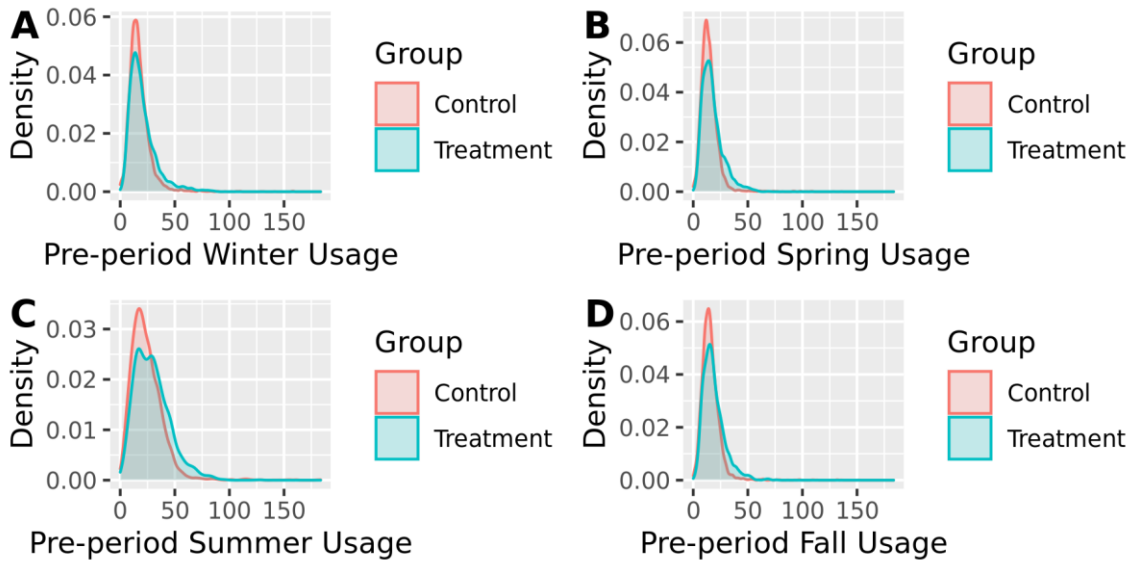 A
Density
0.06
0.04
0.02
0.00
0 50 100 150
Pre-period Winter Usage
Group
Control
Treatment
B
Density
0.06
0.04
0.02
0.00
0 50 100 150
Pre-period Spring Usage
Group
Control
Treatment
C
Density
0.03
0.02
0.01
0.00
0 50 100 150
Pre-period Summer Usage
Group
Control
Treatment
D
Density
0.06
0.04
0.02
0.00
0 50 100 150
Pre-period Fall Usage
Group
Control
Treatment